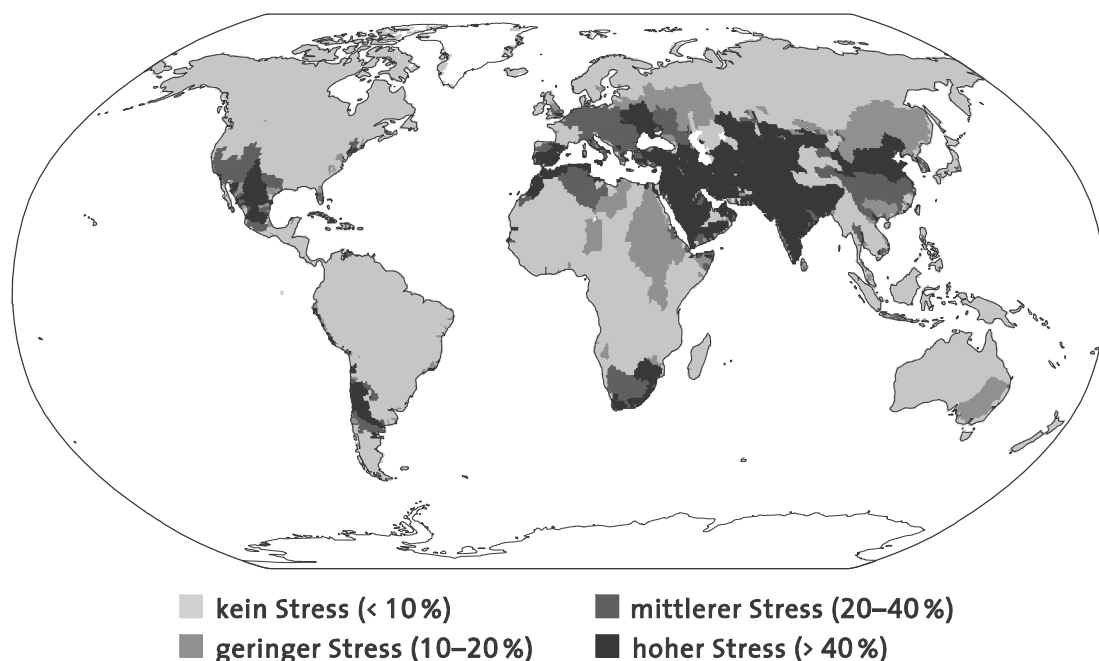 kein Stress (< 10 %)
mittlerer Stress (20–40 %)
geringer Stress (10–20 %)
hoher Stress (> 40 %)